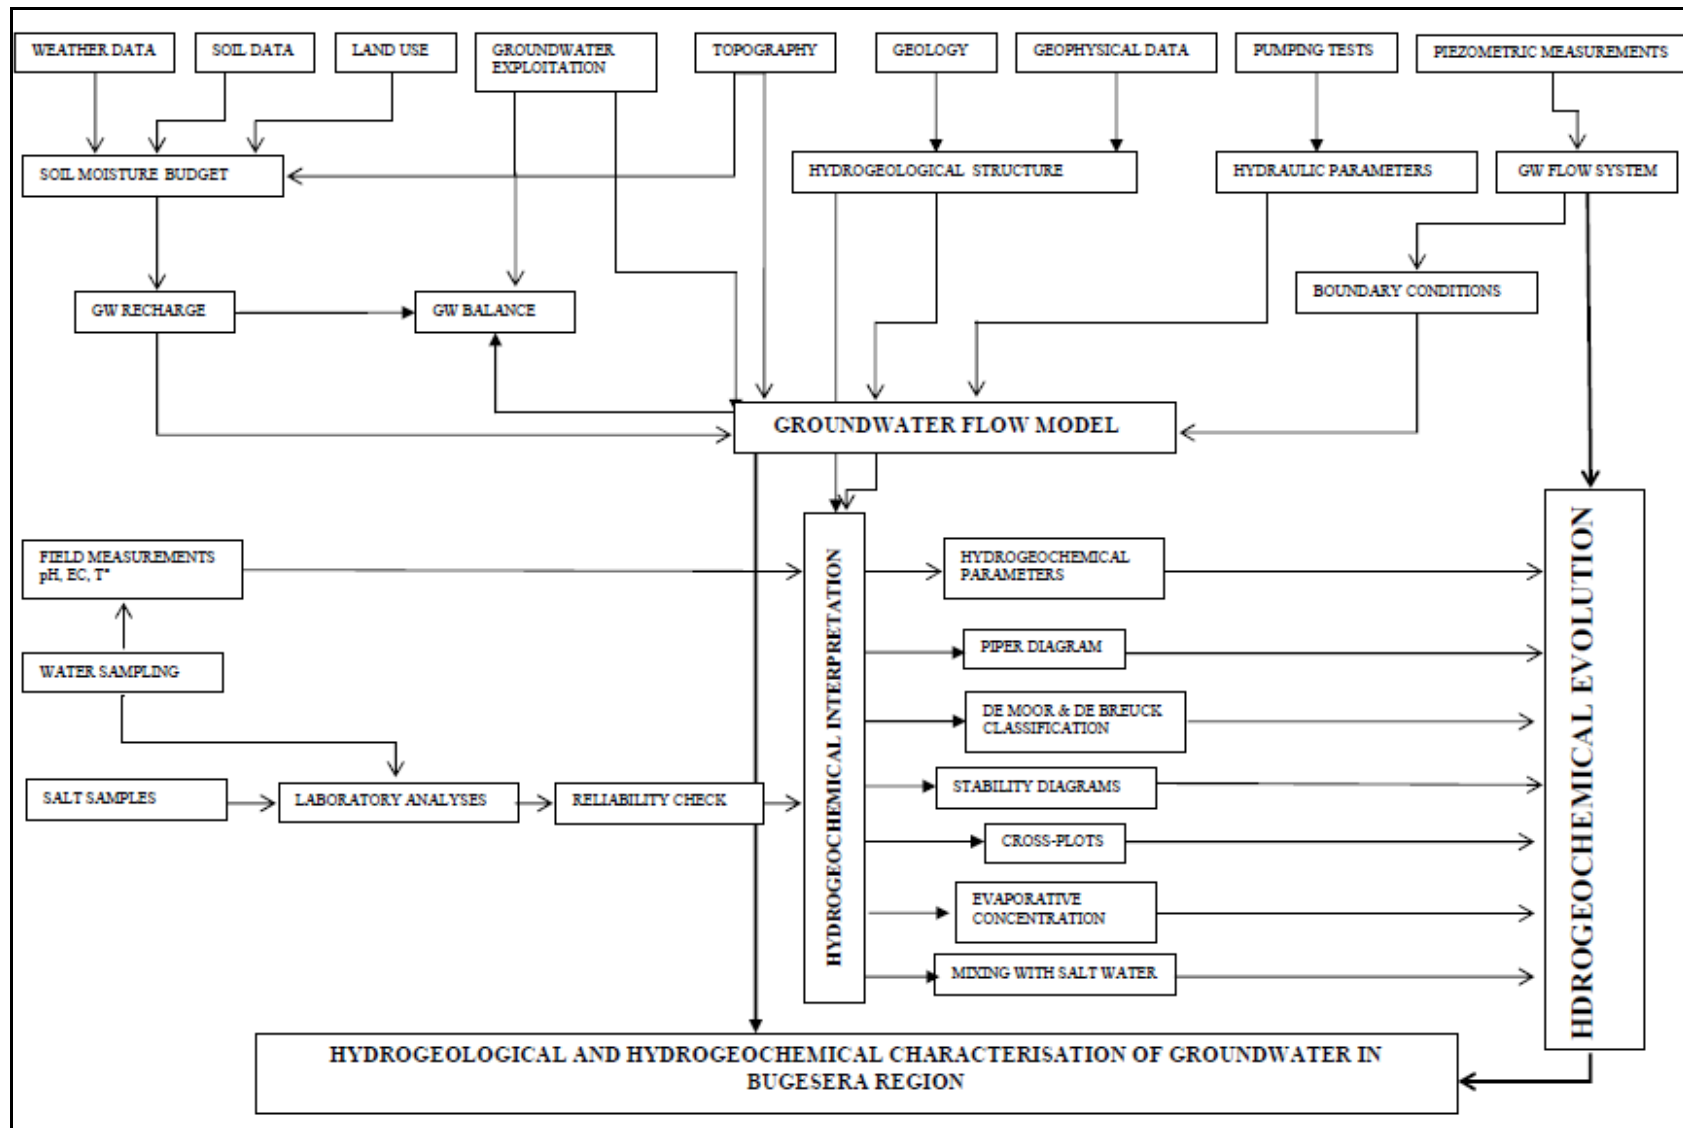 WEATHER DATA
SOIL DATA
LAND USE
GROUNDWATER
EXPLOITATION
TOPOGRAPHY
GEOLOGY
GEOPHYSICAL DATA
PUMPING TESTS
PIEZOMETRIC MEASUREMENTS
SOIL MOISTURE BUDGET
HYDROGEOLOGICAL STRUCTURE
HYDRAULIC PARAMETERS
GW FLOW SYSTEM
GW RECHARGE
GW BALANCE
BOUNDARY CONDITIONS
GROUNDWATER FLOW MODEL
FIELD MEASUREMENTS
pH, EC, T°
WATER SAMPLING
SALT SAMPLES
LABORATORY ANALYSES
RELIABILITY CHECK
HYDROGEOCHEMICAL INTERPRETATION
HYDROGEOCHEMICAL
PARAMETERS
PIPER DIAGRAM
DE MOOR & DE BREUCK
CLASSIFICATION
STABILITY DIAGRAMS
CROSS-PLOTS
EVAPORATIVE
CONCENTRATION
MIXING WITH SALT WATER
HDROGEOCHEMICAL EVOLUTION
HYDROGEOLOGICAL AND HYDROGEOCHEMICAL CHARACTERISATION OF GROUNDWATER IN
BUGESERA REGION